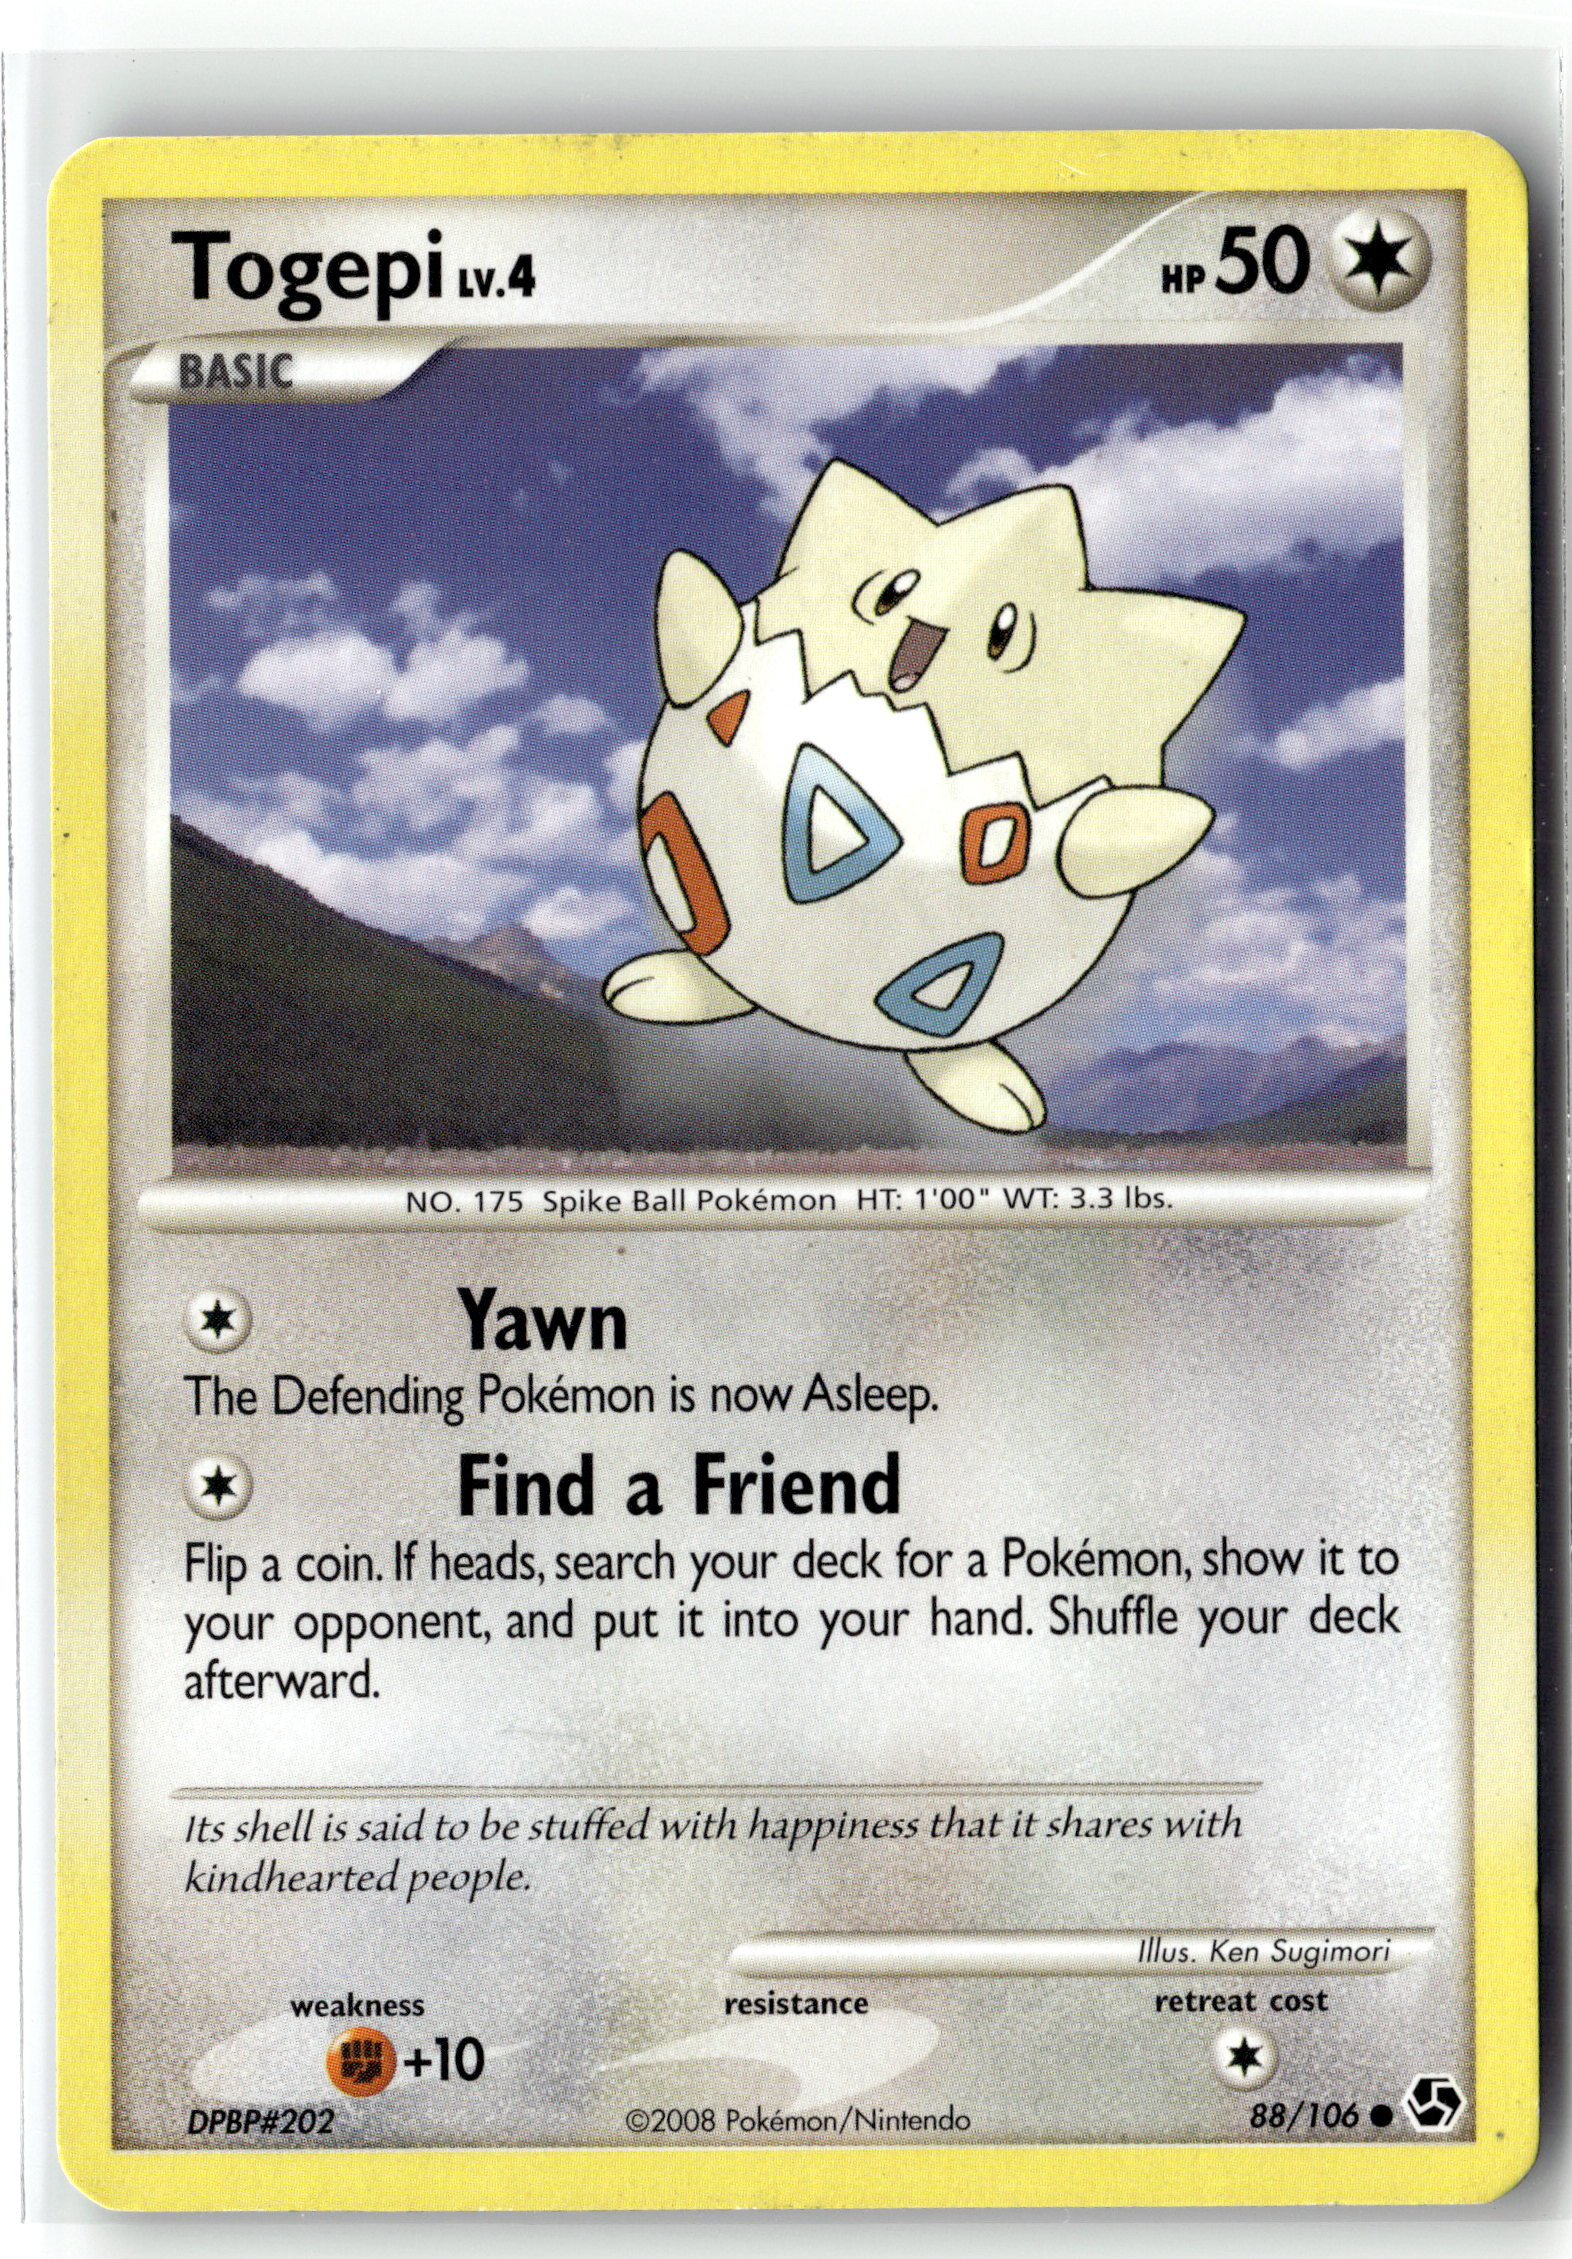 Togepi LV.4 HP 50
BASIC
NO. 175 Spike Ball Pokémon HT: 1'00" WT: 3.3 lbs.
Yawn
The Defending Pokémon is now Asleep.
Find a Friend
Flip a coin. If heads, search your deck for a Pokémon, show it to
your opponent, and put it into your hand. Shuffle your deck
afterward.
Its shell is said to be stuffed with happiness that it shares with
kindhearted people.
Illus. Ken Sugimori
weakness resistance retreat cost
+10
DPBP#202 ©2008 Pokémon/Nintendo 88/106